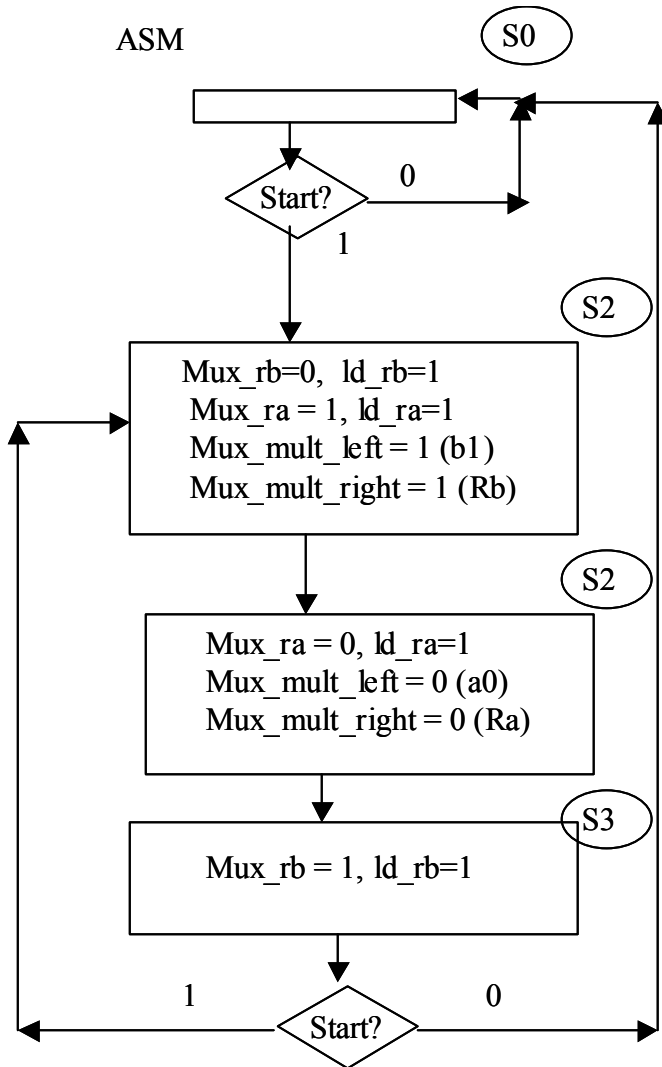 ASM
S0
Start?
0
1
S2
Mux_rb=0, ld_rb=1
Mux_ra = 1, ld_ra=1
Mux_mult_left = 1 (b1)
Mux_mult_right = 1 (Rb)
S2
Mux_ra = 0, ld_ra=1
Mux_mult_left = 0 (a0)
Mux_mult_right = 0 (Ra)
S3
Mux_rb = 1, ld_rb=1
1
0
Start?